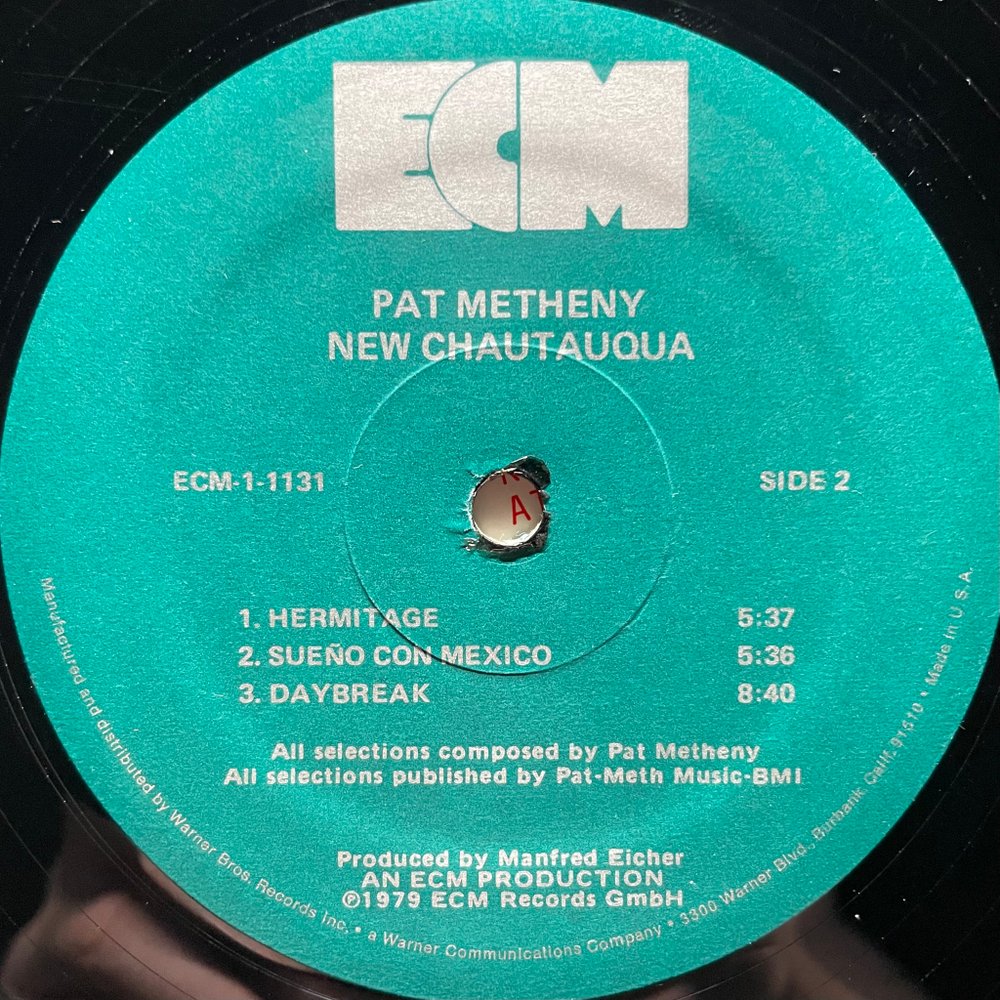 ECM
PAT METHENY
NEW CHAUTAUQUA
ECM-1-1131
SIDE 2
1. HERMITAGE 5:37
2. SUEÑO CON MEXICO 5:36
3. DAYBREAK 8:40
All selections composed by Pat Metheny
All selections published by Pat-Meth Music-BMI
Produced by Manfred Eicher
AN ECM PRODUCTION
℗1979 ECM Records GmbH
Manufactured and distributed by Warner Bros. Records Inc. • a Warner Communications Company • 3300 Warner Blvd., Burbank, Calif. 91510 • Made in U.S.A.